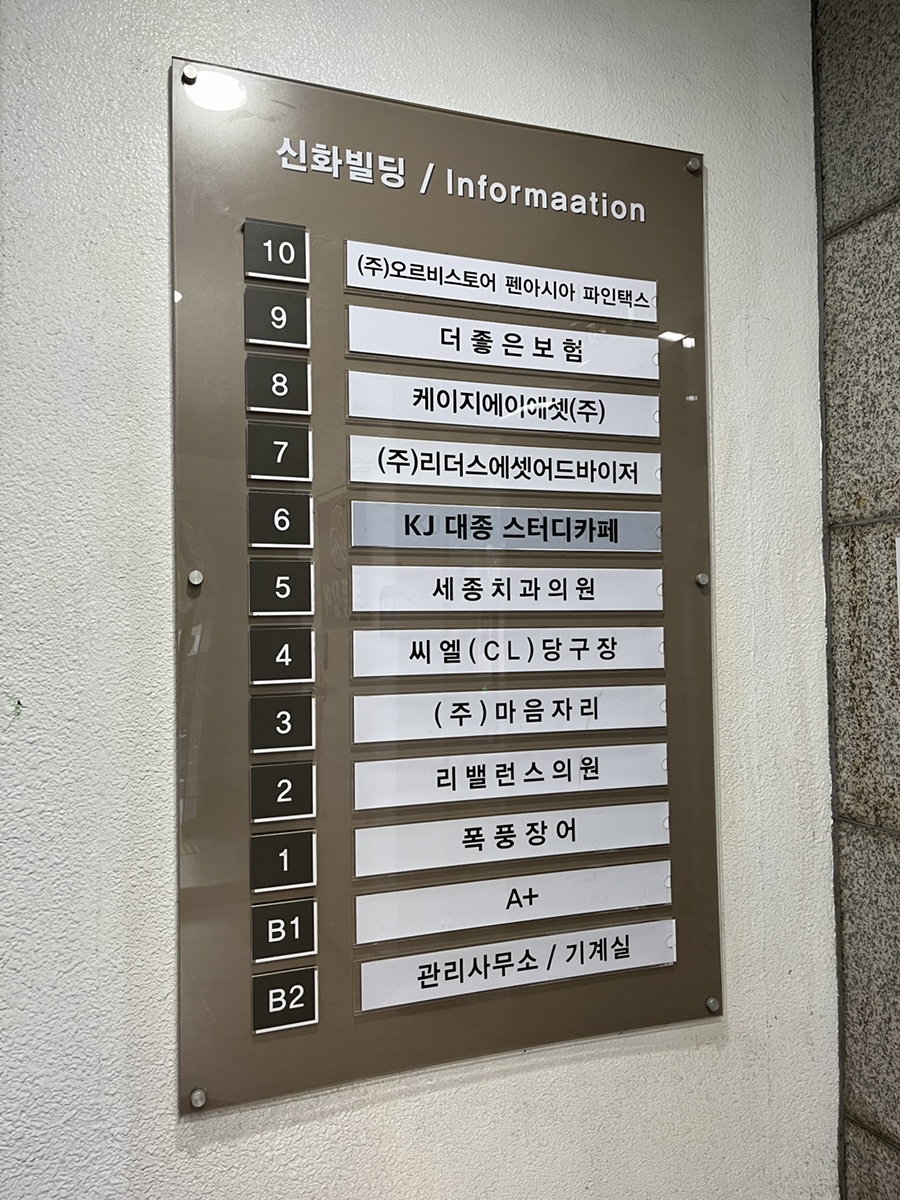 신화빌딩 / Informaation
10 (주)오르비스토어 펜아시아 파인택스
9 더좋은보험
8 케이지에이애셋(주)
7 (주)리더스에셋어드바이저
6 KJ 대종 스터디카페
5 세종치과의원
4 씨엘(CL)당구장
3 (주)마음자리
2 리밸런스의원
1 폭풍장어
B1 A+
B2 관리사무소 / 기계실